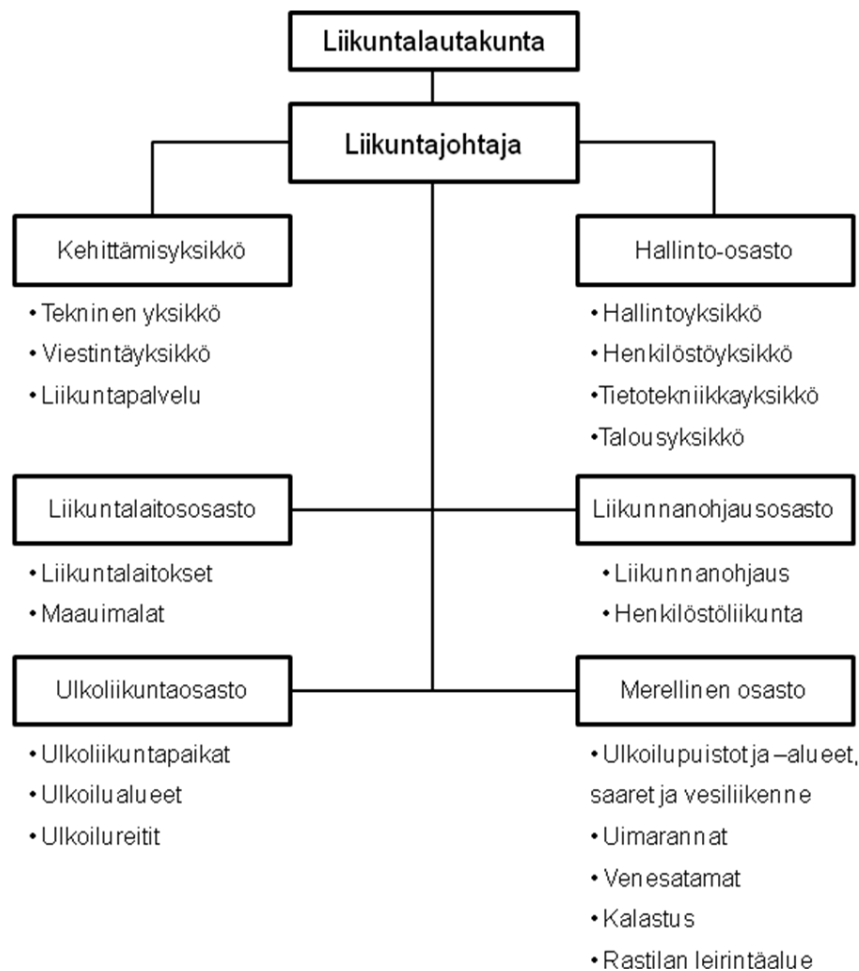 Liikuntalautakunta
Liikuntajohtaja
Kehittämisyksikkö
• Tekninen yksikkö
• Viestintäyksikkö
• Liikuntapalvelu
Hallinto-osasto
• Hallintoyksikkö
• Henkilöstöyksikkö
•Tietotekniikkayksikkö
•Talousyksikkö
Liikuntalaitososasto
• Liikuntalaitokset
• Maauimalat
Liikunnanohjausosasto
• Liikunnanohjaus
• Henkilöstöliikunta
Ulkoliikuntaosasto
• Ulkoliikuntapaikat
• Ulkoilualueet
• Ulkoilureitit
Merellinen osasto
• Ulkoilupuistot ja –alueet,
saaret ja vesiliikenne
• Uimarannat
• Venesatamat
• Kalastus
• Rastilan leirintäalue